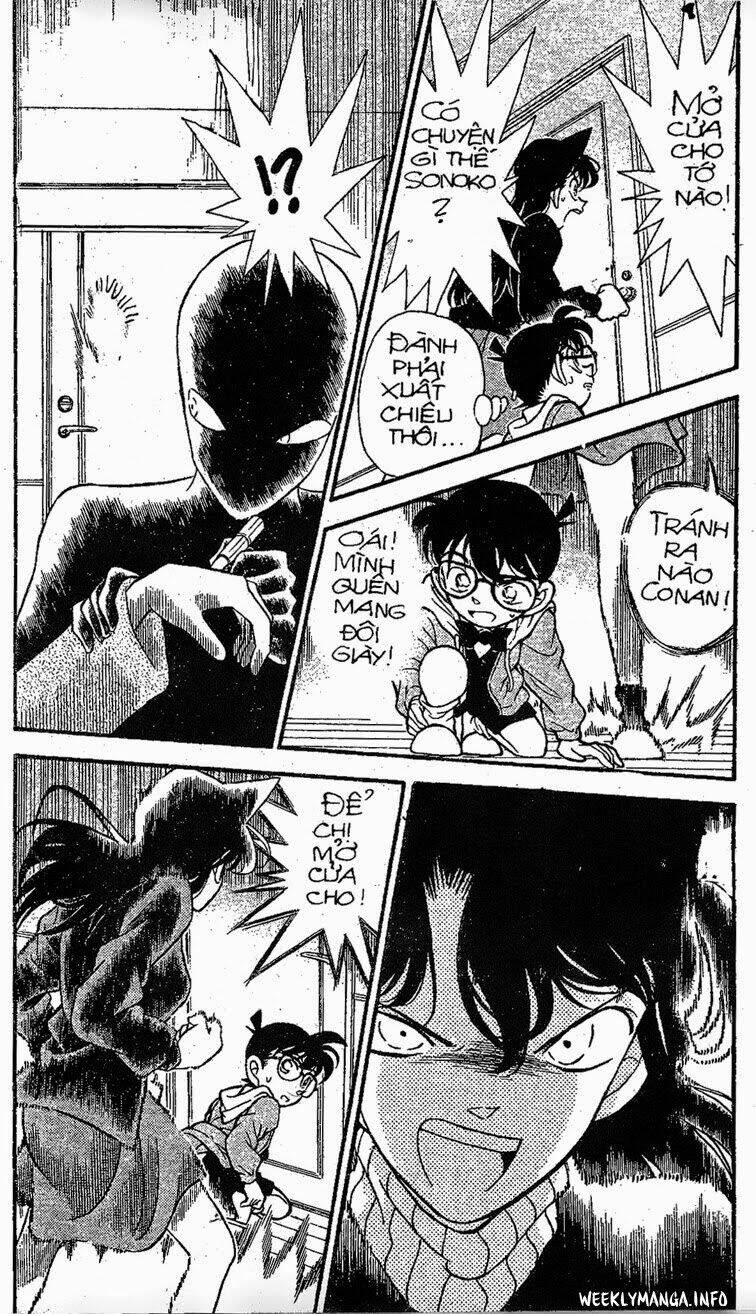 MỞ
CỬA
CHO
TỚ
NÀO!
CÓ
CHUYỆN
GÌ THẾ
SONOKO
?
ĐÀNH
PHẢI
XUẤT
CHIÊU
THÔI...
!?
TRÁNH
RA
NÀO
CONAN!
OÁI!
MÌNH
QUÊN
MANG
ĐÔI
GIÀY!
ĐỂ
CHỊ
MỞ
CỬA
CHO!
WEEKLYMANGA.INFO